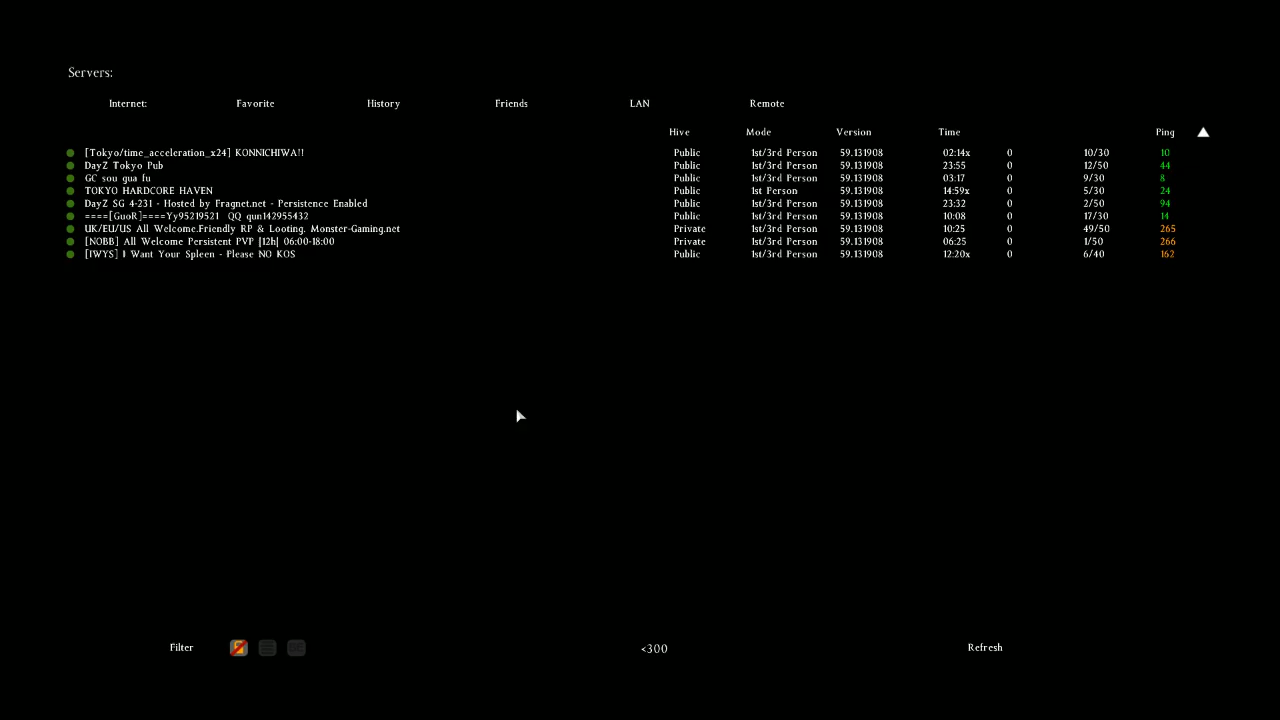 Servers:
Internet: Favorite History Friends LAN Remote
Hive Mode Version Time Ping
[Tokyo/time_acceleration_x24] KONNICHIWA!! Public 1st/3rd Person 59.131908 02:14x 0 10/30 10
DayZ Tokyo Pub Public 1st/3rd Person 59.131908 23:55 0 12/50 44
GC sou gua fu Public 1st/3rd Person 59.131908 03:17 0 9/30 8
TOKYO HARDCORE HAVEN Public 1st Person 59.131908 14:59x 0 5/30 24
DayZ SG 4-231 - Hosted by Fragnet.net - Persistence Enabled Public 1st/3rd Person 59.131908 23:32 0 2/50 94
====[GuoR]====Yy95219521 QQ qun142955432 Public 1st/3rd Person 59.131908 10:08 0 17/30 14
UK/EU/US All Welcome.Friendly RP & Looting. Monster-Gaming.net Private 1st/3rd Person 59.131908 10:25 0 49/50 265
[NOBB] All Welcome Persistent PVP |12h| 06:00-18:00 Private 1st/3rd Person 59.131908 06:25 0 1/50 266
[IWYS] I Want Your Spleen - Please NO KOS Public 1st/3rd Person 59.131908 12:20x 0 6/40 162
Filter <300 Refresh